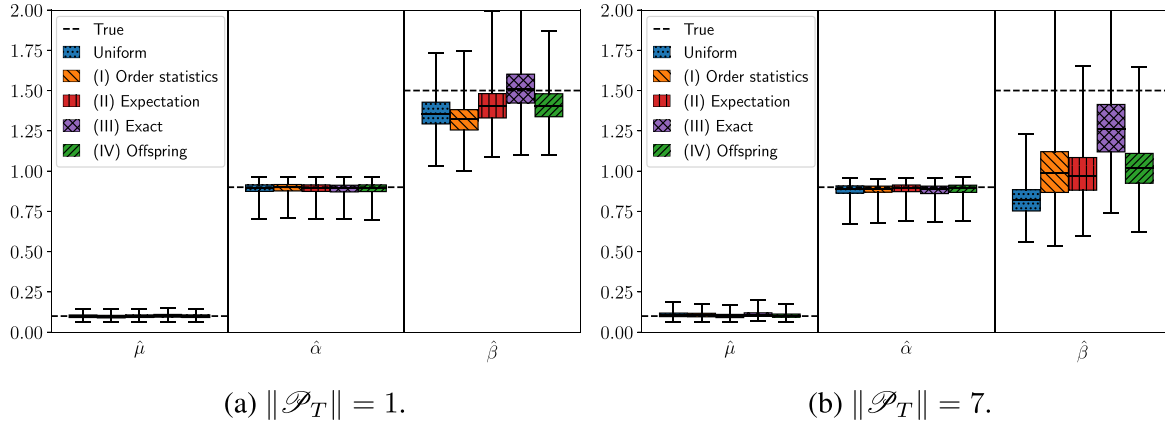 2.00
1.75
1.50
1.25
1.00
0.75
0.50
0.25
0.00
True
Uniform
(I) Order statistics
(II) Expectation
(III) Exact
(IV) Offspring
μ̂
α̂
β̂
(a) ‖𝒫_T‖ = 1.
2.00
1.75
1.50
1.25
1.00
0.75
0.50
0.25
0.00
True
Uniform
(I) Order statistics
(II) Expectation
(III) Exact
(IV) Offspring
μ̂
α̂
β̂
(b) ‖𝒫_T‖ = 7.